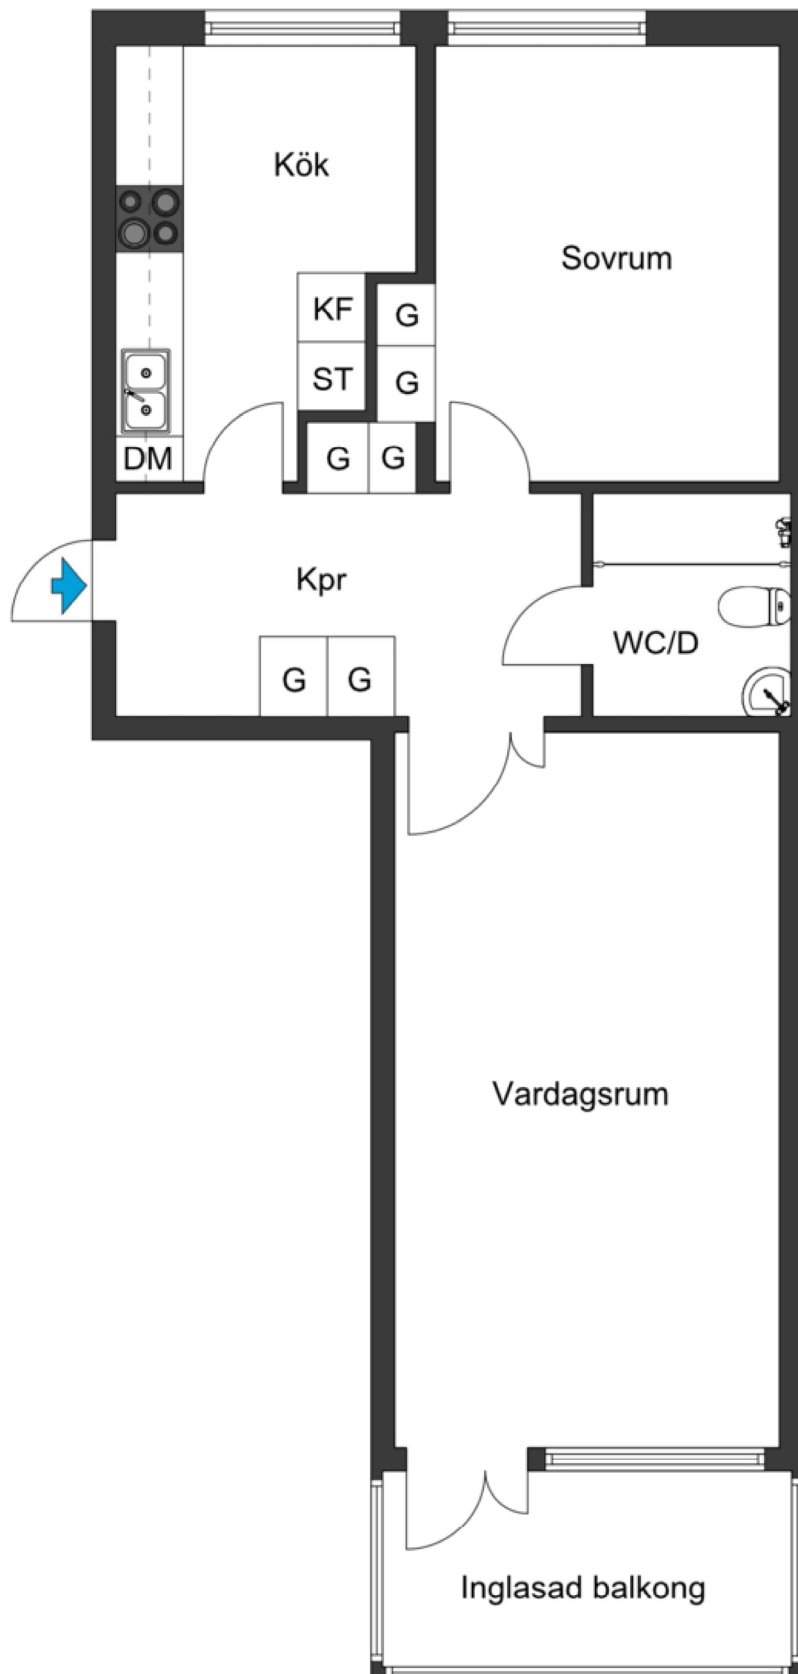 Kök
Sovrum
KF
G
ST
G
DM
G
G
Kpr
WC/D
G
G
Vardagsrum
Inglasad balkong